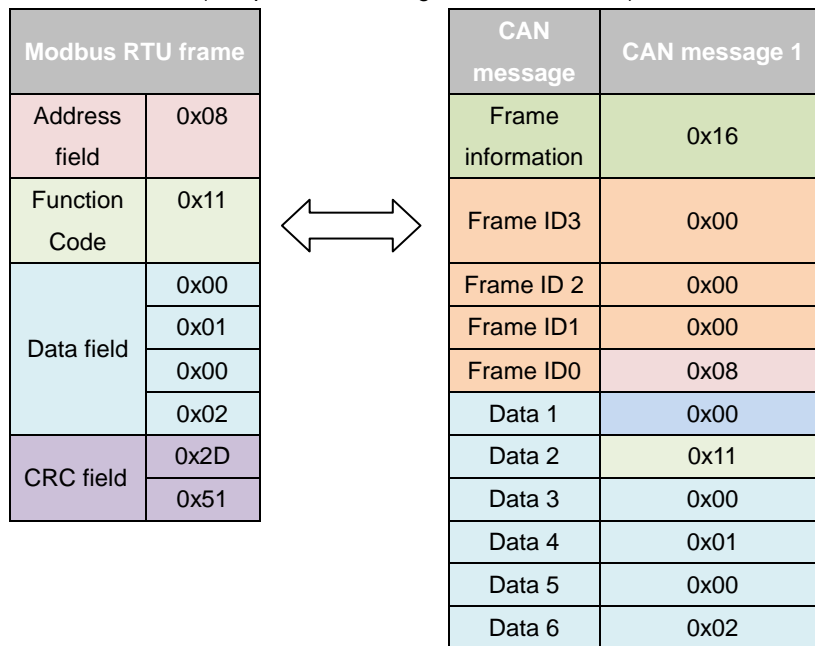 Modbus RTU frame
Address field 0x08
Function Code 0x11
Data field 0x00
0x01
0x00
0x02
CRC field 0x2D
0x51
CAN message CAN message 1
Frame information 0x16
Frame ID3 0x00
Frame ID 2 0x00
Frame ID1 0x00
Frame ID0 0x08
Data 1 0x00
Data 2 0x11
Data 3 0x00
Data 4 0x01
Data 5 0x00
Data 6 0x02